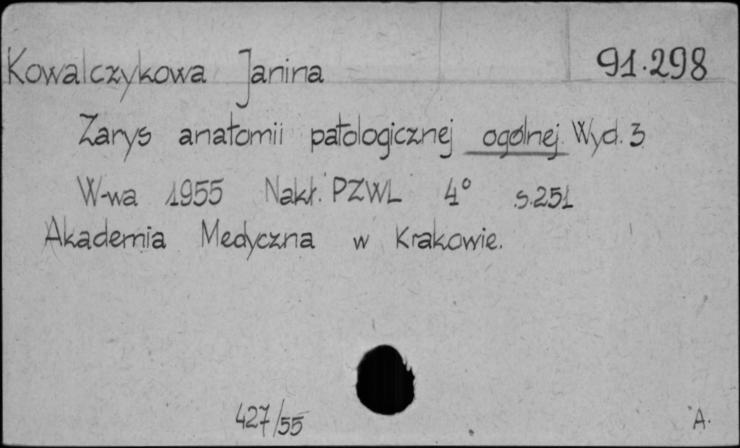 Kowalczykowa Janina 91.298
Zarys anatomii patologicznej ogólnej. Wyd. 3
W-wa 1955 Nakł. PZWL 4° s.251
Akademia Medyczna w Krakowie.
427/55 A.